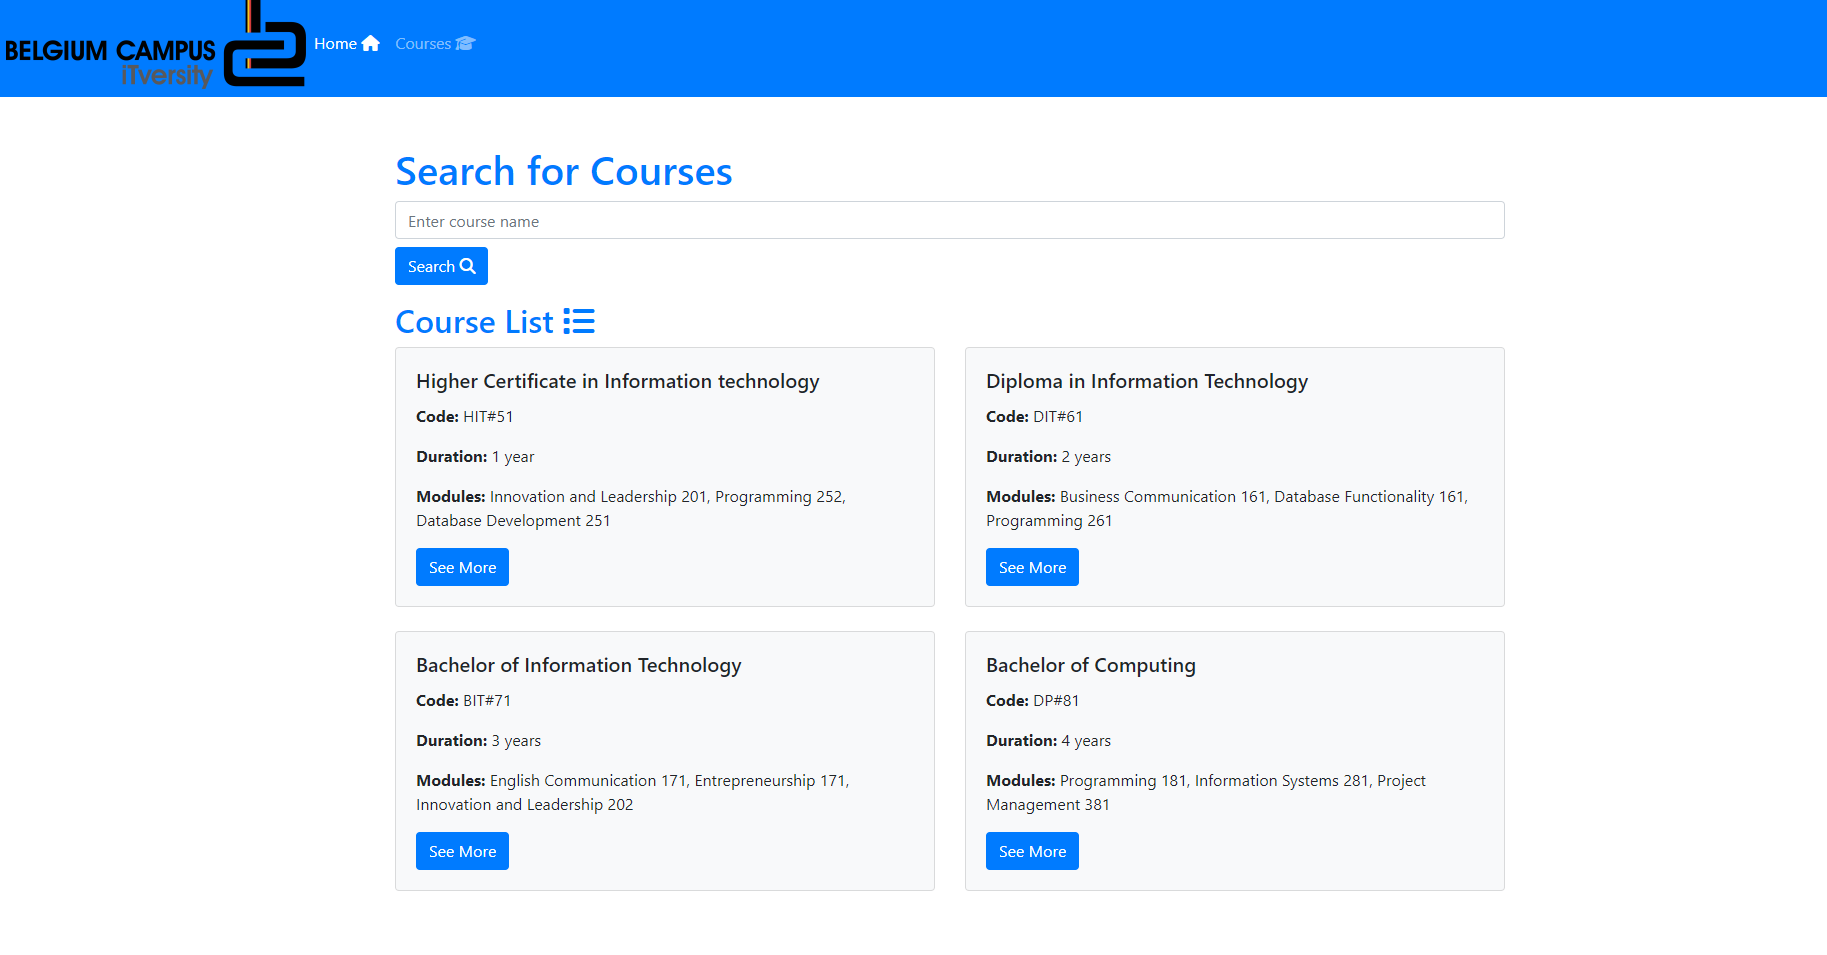 BELGIUM CAMPUS
iTversity
Home
Courses
Search for Courses
Enter course name
Search
Course List
Higher Certificate in Information technology
Code: HIT#51
Duration: 1 year
Modules: Innovation and Leadership 201, Programming 252,
Database Development 251
See More
Diploma in Information Technology
Code: DIT#61
Duration: 2 years
Modules: Business Communication 161, Database Functionality 161,
Programming 261
See More
Bachelor of Information Technology
Code: BIT#71
Duration: 3 years
Modules: English Communication 171, Entrepreneurship 171,
Innovation and Leadership 202
See More
Bachelor of Computing
Code: DP#81
Duration: 4 years
Modules: Programming 181, Information Systems 281, Project
Management 381
See More